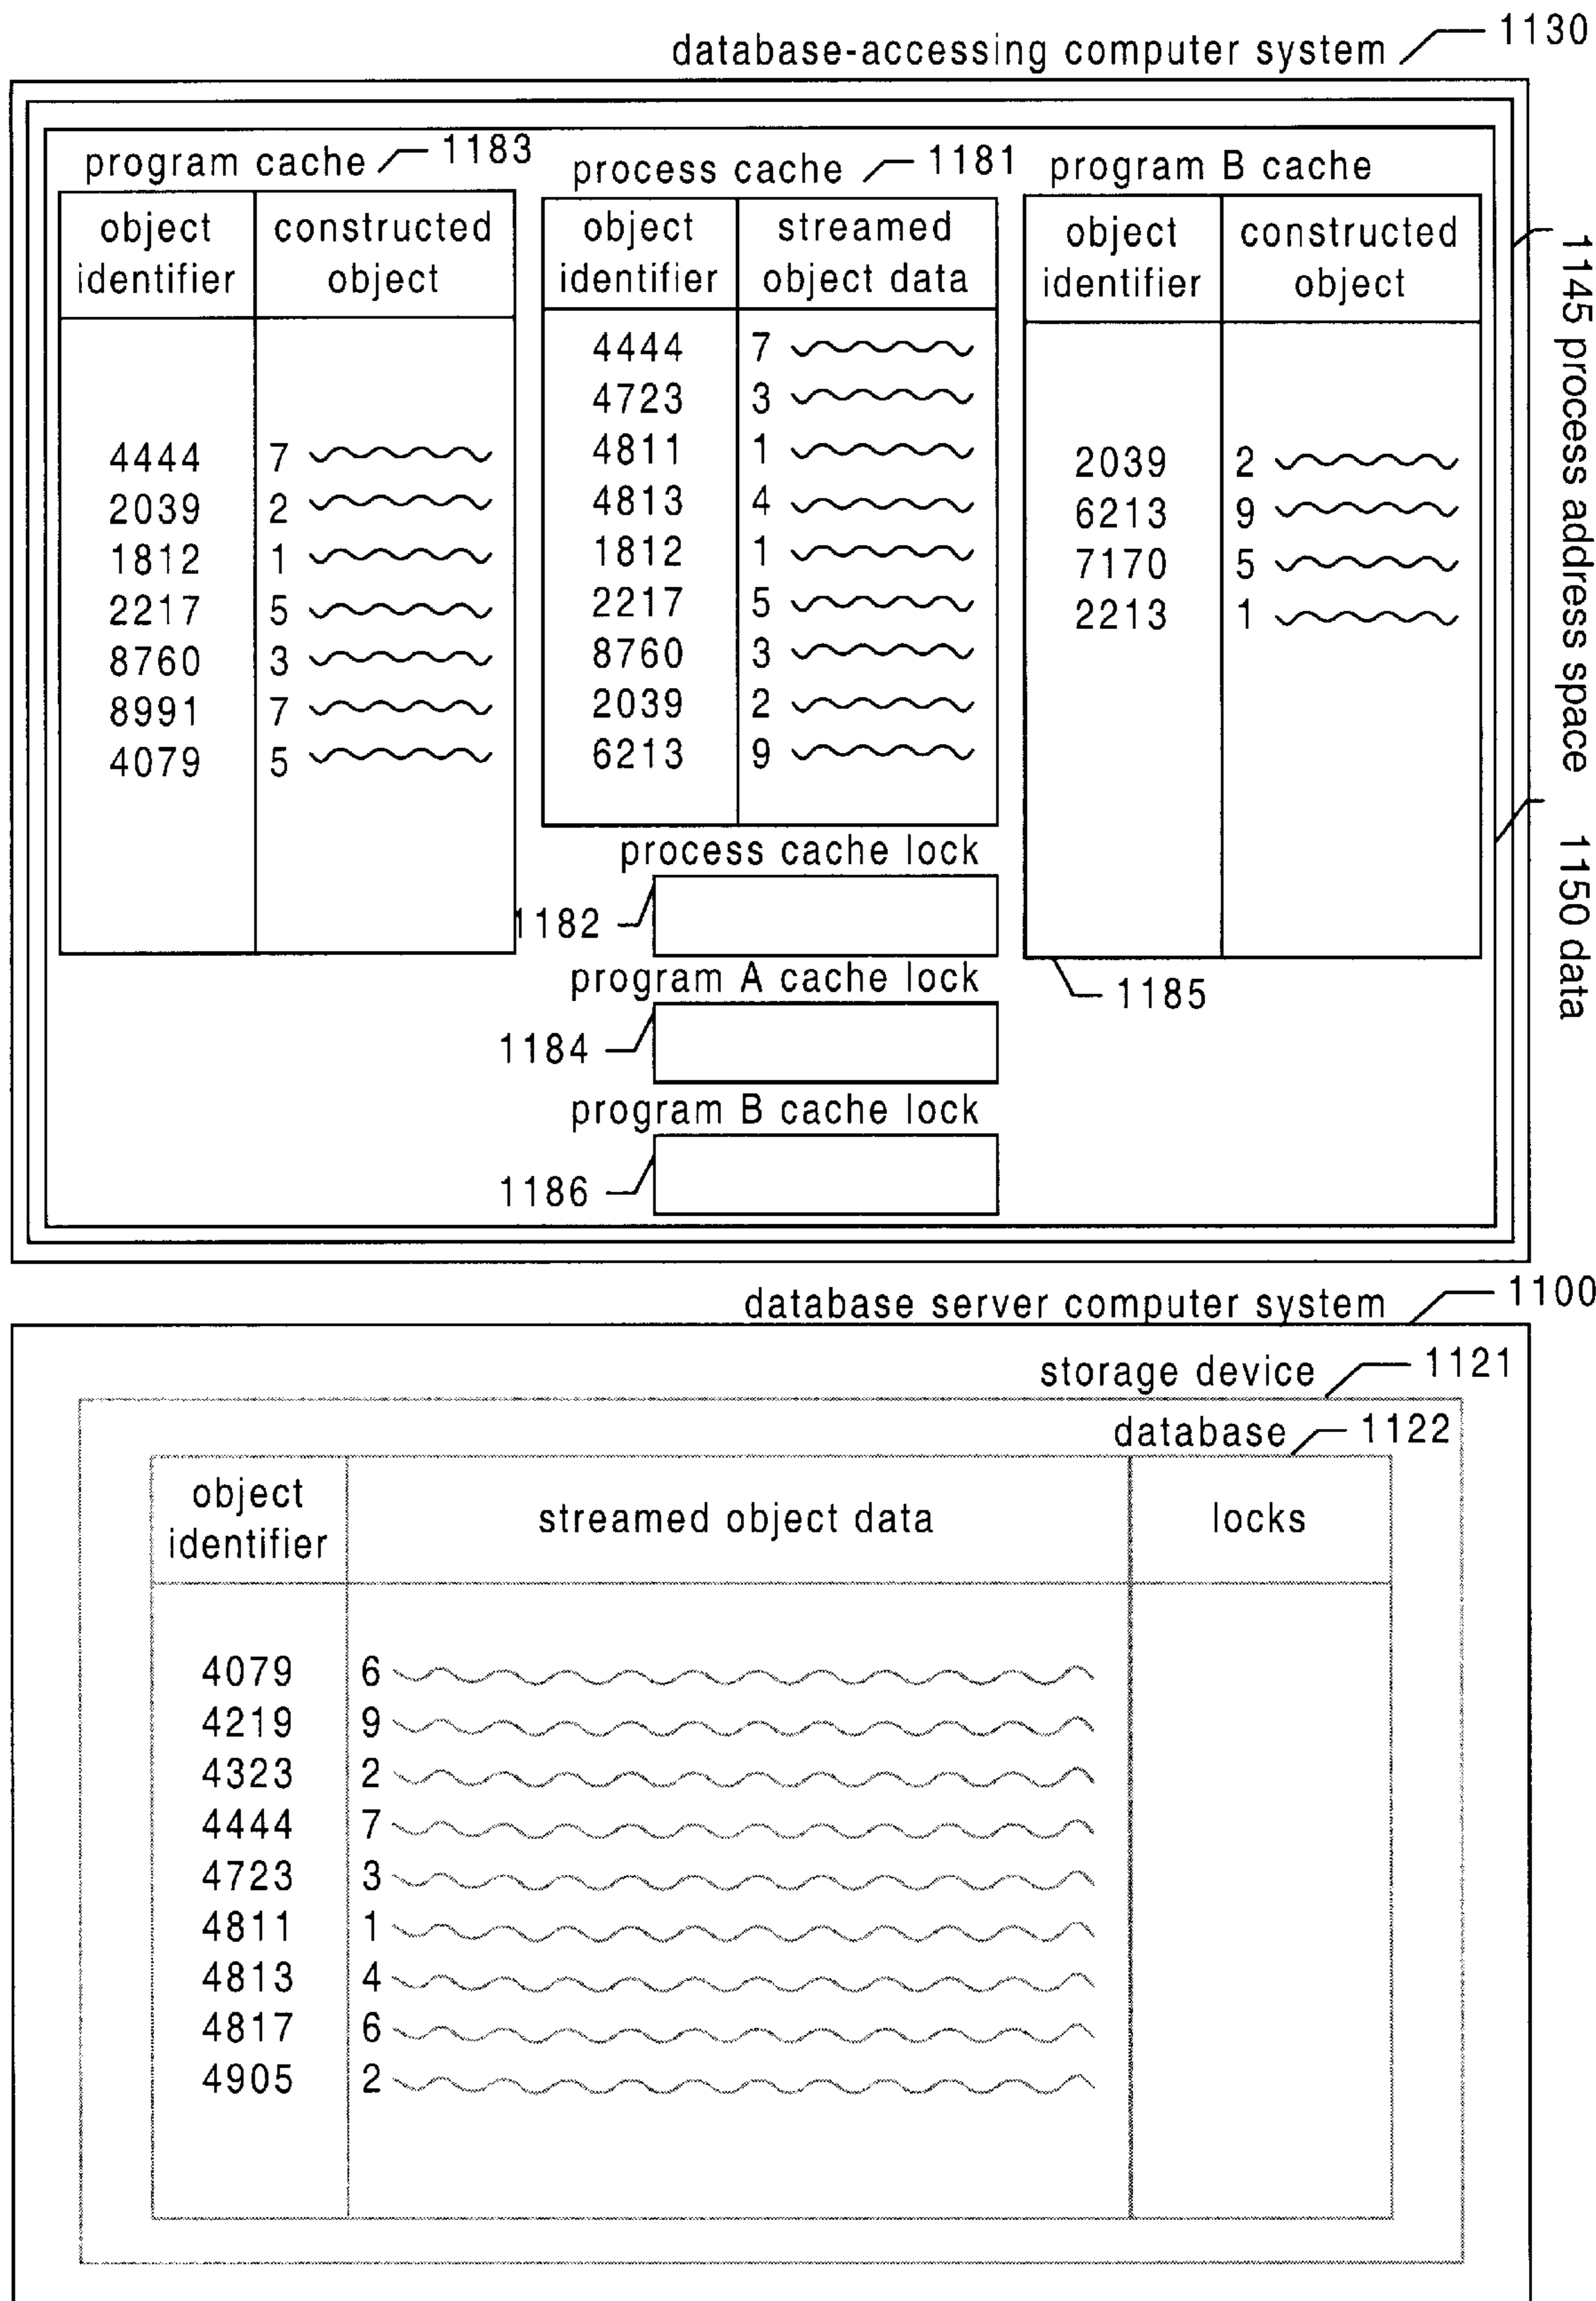 database-accessing computer system 1130
program cache 1183
object identifier constructed object
4444 7
2039 2
1812 1
2217 5
8760 3
8991 7
4079 5
process cache 1181
object identifier streamed object data
4444 7
4723 3
4811 1
4813 4
1812 1
2217 5
8760 3
2039 2
6213 9
program B cache
object identifier constructed object
2039 2
6213 9
7170 5
2213 1
1185
process cache lock
1182
program A cache lock
1184
program B cache lock
1186
1145 process address space
1150 data
database server computer system 1100
storage device 1121
database 1122
object identifier streamed object data locks
4079 6
4219 9
4323 2
4444 7
4723 3
4811 1
4813 4
4817 6
4905 2